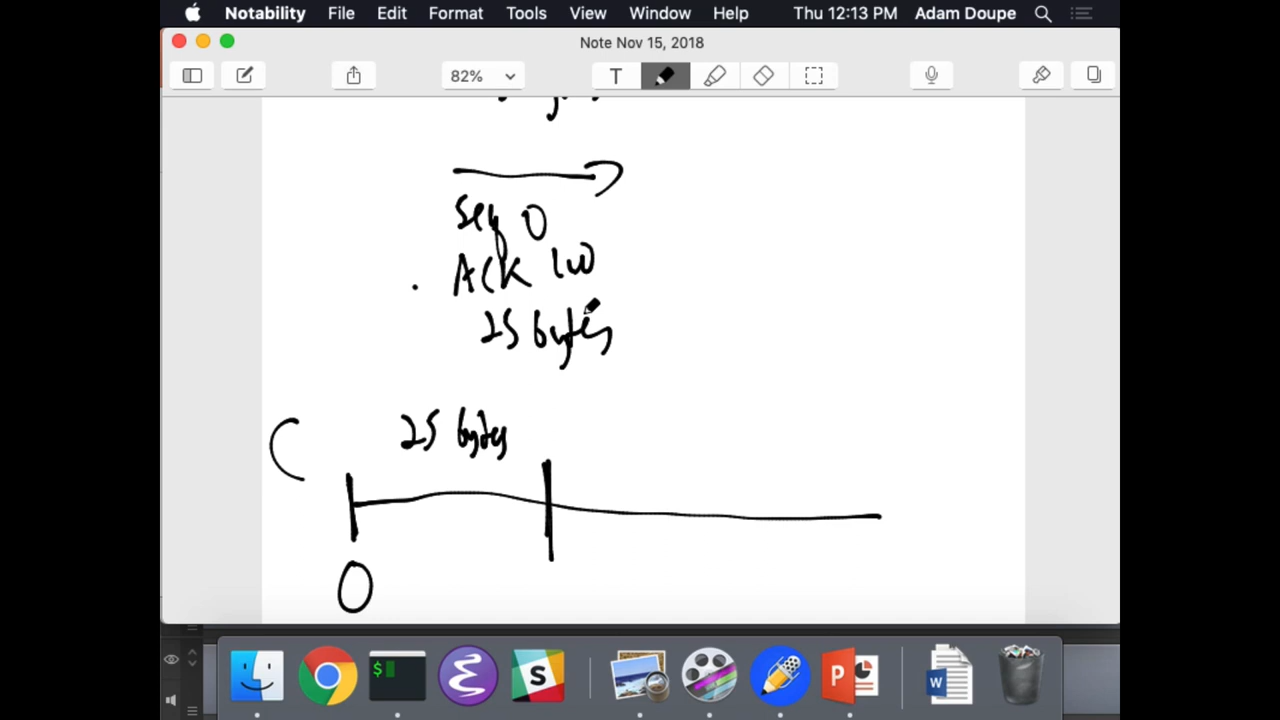 Notability File Edit Format Tools View Window Help Thu 12:13 PM Adam Doupe
Note Nov 15, 2018
82% T
Seq 0
ACK 100
25 bytes
C 25 bytes
0
$ S P W